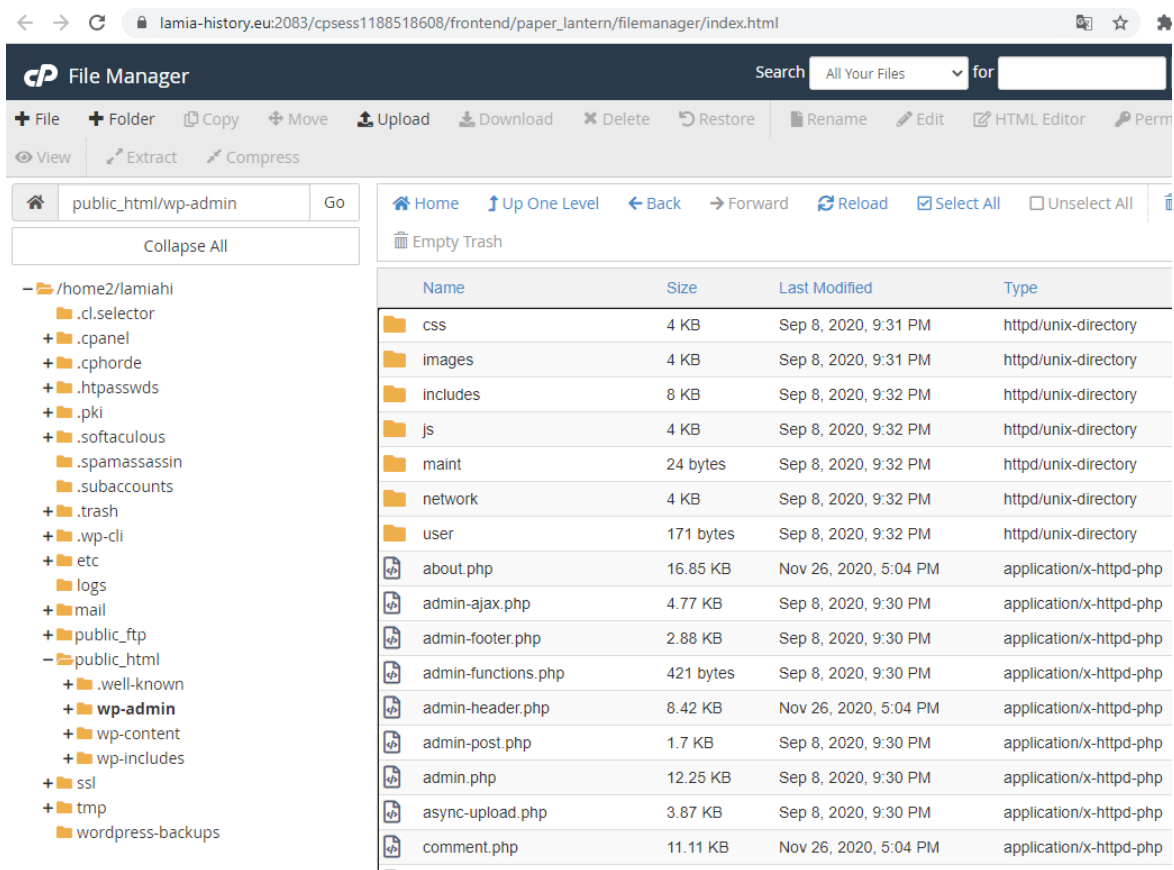 lamia-history.eu:2083/cpsess1188518608/frontend/paper_lantern/filemanager/index.html
cP File Manager
Search All Your Files for
File Folder Copy Move Upload Download Delete Restore Rename Edit HTML Editor Perm
View Extract Compress
public_html/wp-admin Go
Collapse All
/home2/lamiahi
.cl.selector
.cpanel
.cphorde
.htpasswds
.pki
.softaculous
.spamassassin
.subaccounts
.trash
.wp-cli
etc
logs
mail
public_ftp
public_html
.well-known
wp-admin
wp-content
wp-includes
ssl
tmp
wordpress-backups
Home Up One Level Back Forward Reload Select All Unselect All
Empty Trash
Name Size Last Modified Type
css 4 KB Sep 8, 2020, 9:31 PM httpd/unix-directory
images 4 KB Sep 8, 2020, 9:31 PM httpd/unix-directory
includes 8 KB Sep 8, 2020, 9:32 PM httpd/unix-directory
js 4 KB Sep 8, 2020, 9:32 PM httpd/unix-directory
maint 24 bytes Sep 8, 2020, 9:32 PM httpd/unix-directory
network 4 KB Sep 8, 2020, 9:32 PM httpd/unix-directory
user 171 bytes Sep 8, 2020, 9:32 PM httpd/unix-directory
about.php 16.85 KB Nov 26, 2020, 5:04 PM application/x-httpd-php
admin-ajax.php 4.77 KB Sep 8, 2020, 9:30 PM application/x-httpd-php
admin-footer.php 2.88 KB Sep 8, 2020, 9:30 PM application/x-httpd-php
admin-functions.php 421 bytes Sep 8, 2020, 9:30 PM application/x-httpd-php
admin-header.php 8.42 KB Nov 26, 2020, 5:04 PM application/x-httpd-php
admin-post.php 1.7 KB Sep 8, 2020, 9:30 PM application/x-httpd-php
admin.php 12.25 KB Sep 8, 2020, 9:30 PM application/x-httpd-php
async-upload.php 3.87 KB Sep 8, 2020, 9:30 PM application/x-httpd-php
comment.php 11.11 KB Nov 26, 2020, 5:04 PM application/x-httpd-php